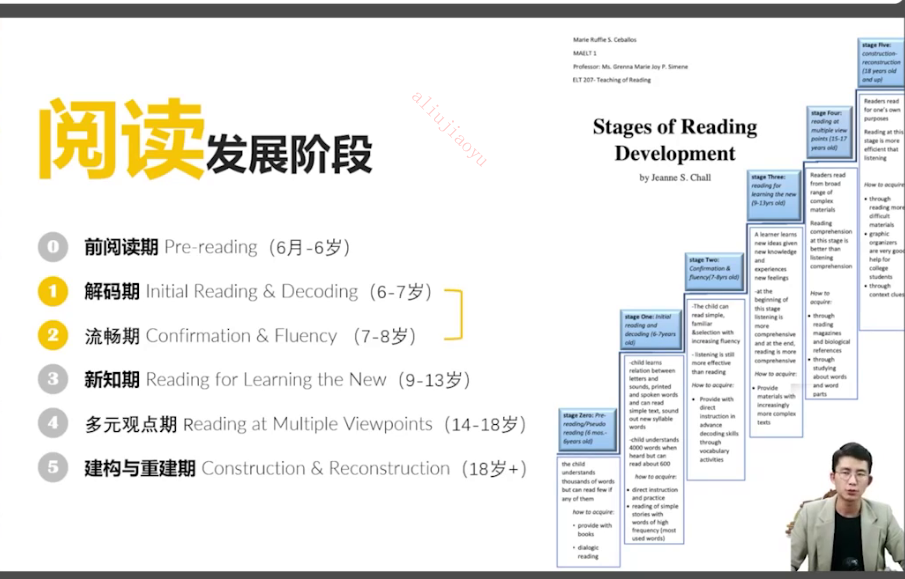 阅读发展阶段
0 前阅读期 Pre-reading（6月-6岁）
1 解码期 Initial Reading & Decoding（6-7岁）
2 流畅期 Confirmation & Fluency （7-8岁）
3 新知期 Reading for Learning the New（9-13岁）
4 多元观点期 Reading at Multiple Viewpoints（14-18岁）
5 建构与重建期 Construction & Reconstruction（18岁+）
aliujiaoyu
Marie Ruffie S. Ceballos
MAELT 1
Professor: Ms. Grenna Marie Joy P. Simene
ELT 207- Teaching of Reading
Stages of Reading
Development
by Jeanne S. Chall
stage Zero: Pre-
reading/Pseudo
reading (6 mos.-
6years old)
the child
understands
thousands of words
but can read few if
any of them
how to acquire:
• provide with
books
• dialogic
reading
stage One: Initial
reading and
decoding (6-7years
old)
-child learns
relation between
letters and
sounds, printed
and spoken words
and can read
simple text, sound
out new syllable
words
-child understands
4000 words when
heard but can
read about 600
how to acquire:
• direct instruction
and practice
• reading of simple
stories with
words of high
frequency (most
used words)
stage Two:
Confirmation &
fluency(7-8yrs old)
-The child can
read simple,
familiar
&selection with
increasing fluency
- listening is still
more effective
than reading
How to acquire:
• Provide with
direct
instruction in
advance
decoding skills
through
vocabulary
activities
stage Three:
reading for
learning the new
(9-13yrs old)
A learner learns
new ideas given
new knowledge
and
experiences
new feelings
-at the
beginning of
this stage
listening is
more
comprehensive
and at the end,
reading is more
comprehensive
How to acquire:
• Provide
materials with
increasingly
more complex
texts
stage Four:
reading at
multiple view
points (15-17
years old)
Readers read
from broad
range of
complex
materials
Reading
comprehension
at this stage is
better than
listening
comprehension
How to
acquire:
• through
reading
magazines
and biological
references
• through
studying
about words
and word
parts
stage Five:
construction-
reconstruction
(18 years old
and up)
Readers read
for one's own
purposes
Reading at this
stage is more
efficient that
listening
How to acquire:
• through
reading more
difficult
materials
• graphic
organizers
are very good
help for
college
students
• through
context clues